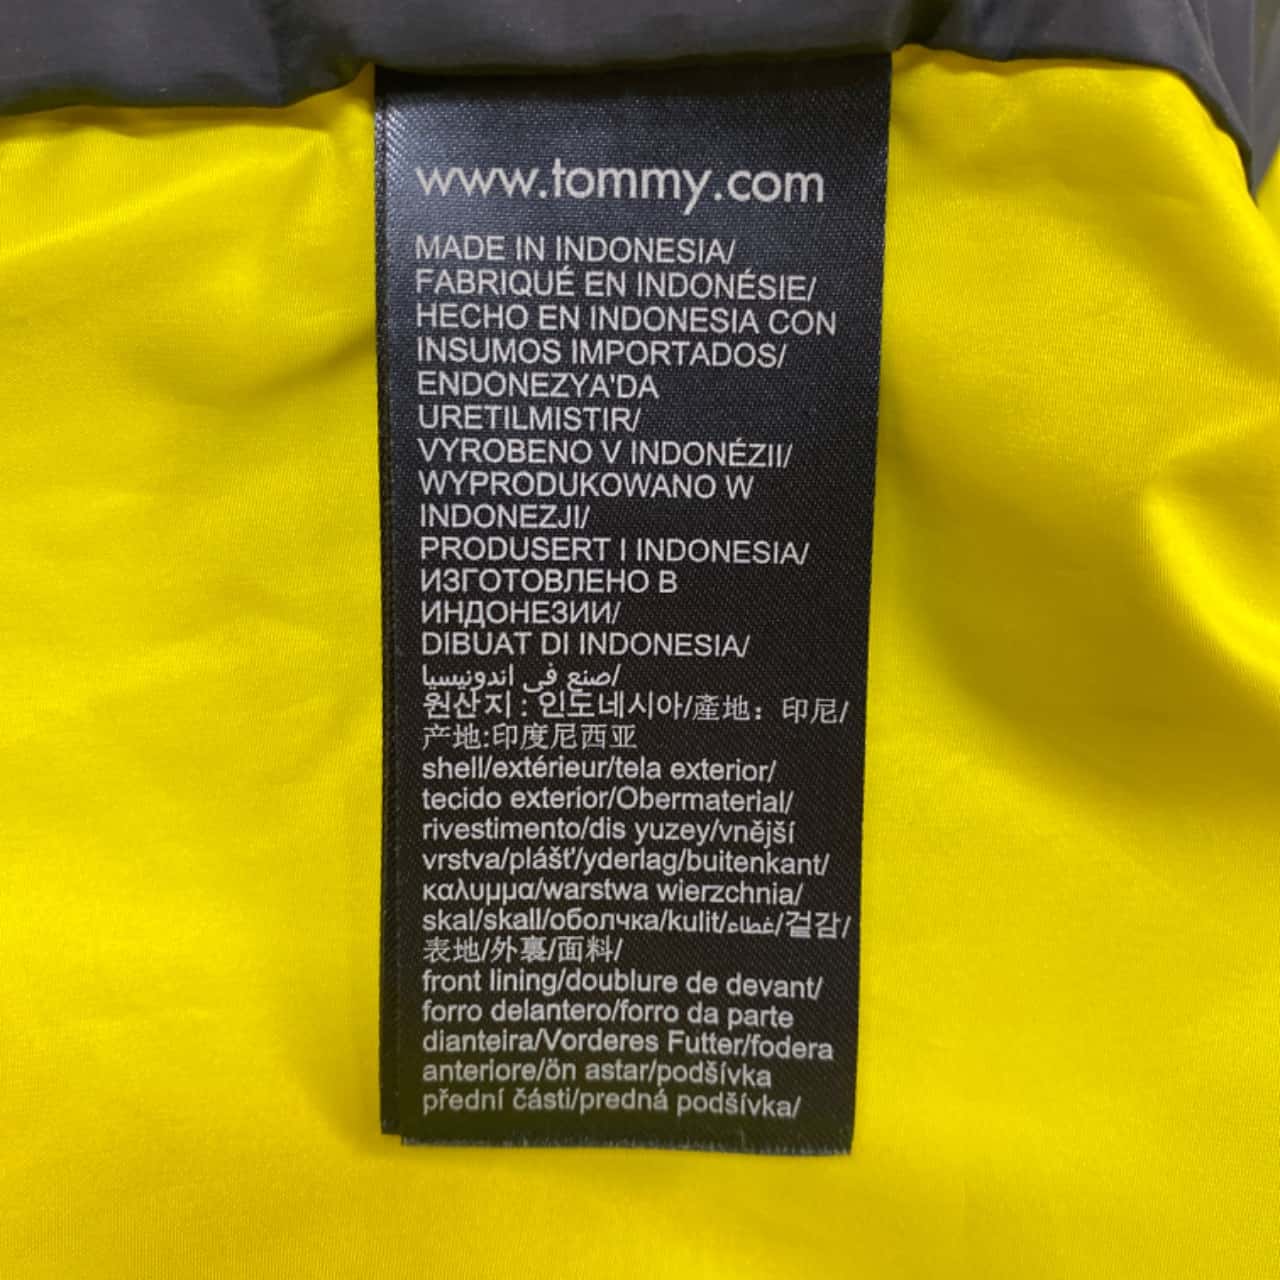 www.tommy.com
MADE IN INDONESIA/
FABRIQUÉ EN INDONÉSIE/
HECHO EN INDONESIA CON
INSUMOS IMPORTADOS/
ENDONEZYA'DA
URETILMISTIR/
VYROBENO V INDONÉZII/
WYPRODUKOWANO W
INDONEZJI/
PRODUSERT I INDONESIA/
ИЗГОТОВЛЕНО В
ИНДОНЕЗИИ/
DIBUAT DI INDONESIA/
صنع في اندونيسيا/
원산지 : 인도네시아/產地：印尼/
产地:印度尼西亚
shell/extérieur/tela exterior/
tecido exterior/Obermaterial/
rivestimento/dis yuzey/vnější
vrstva/plášť/yderlag/buitenkant/
καλυμμα/warstwa wierzchnia/
skal/skall/оболчка/kulit/غطاء/겉감/
表地/外裏/面料/
front lining/doublure de devant/
forro delantero/forro da parte
dianteira/Vorderes Futter/fodera
anteriore/ön astar/podšívka
přední části/predná podšívka/